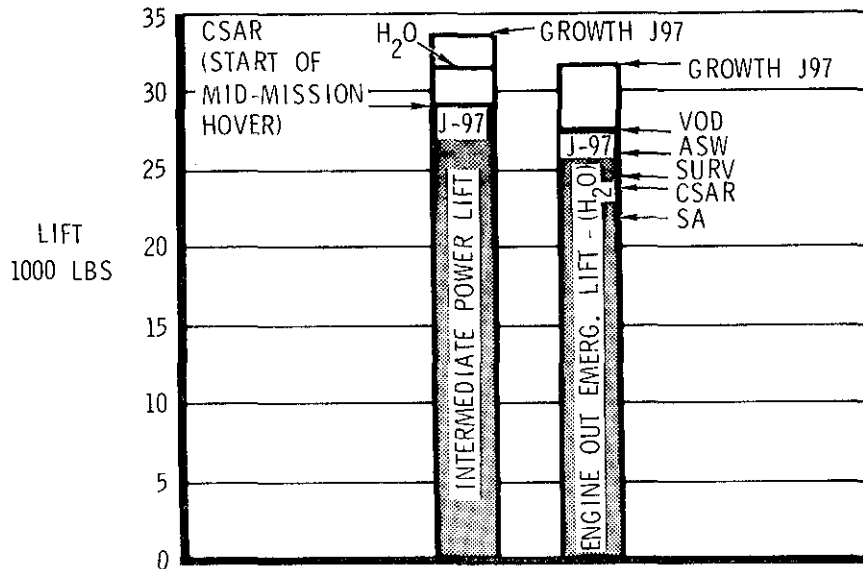 35
30
25
20
15
10
5
0
LIFT
1000 LBS
CSAR
(START OF
MID-MISSION
HOVER)
H2O
GROWTH J97
J-97
INTERMEDIATE POWER LIFT
GROWTH J97
J-97
ENGINE OUT EMERG. LIFT - (H2O)
VOD
ASW
SURV
CSAR
SA